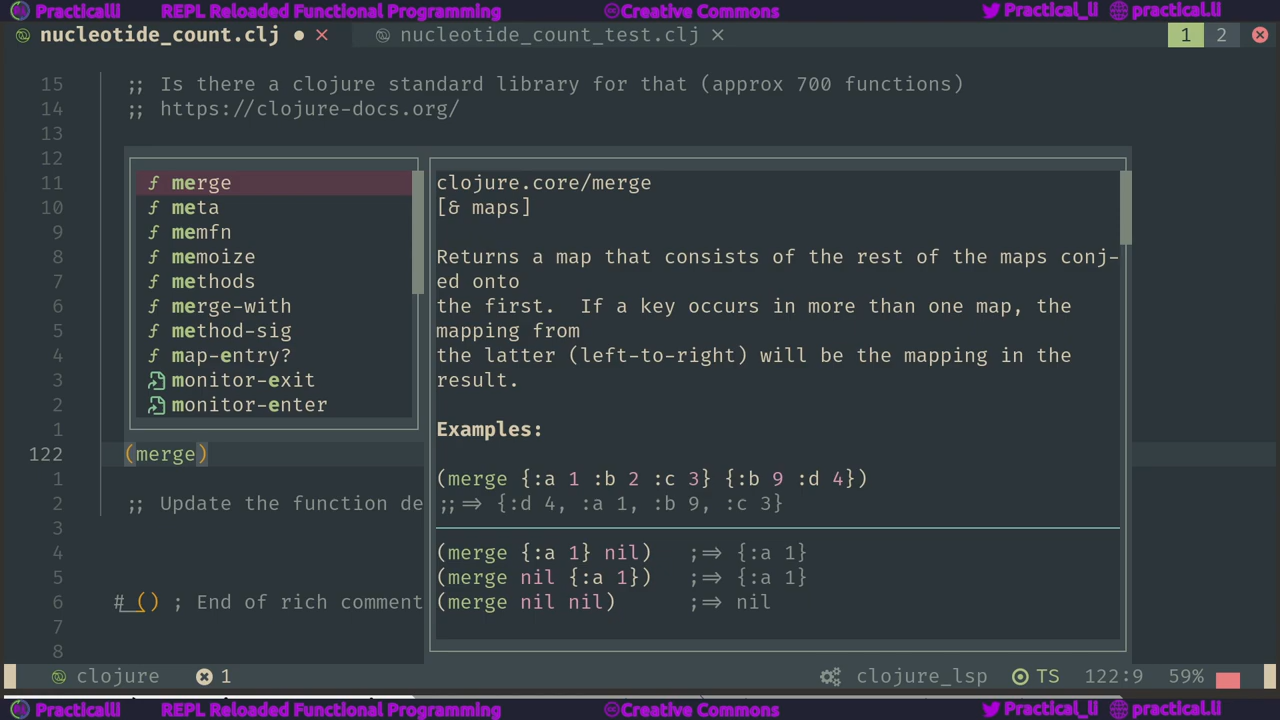 Practicalli REPL Reloaded Functional Programming Creative Commons Practical_li practical.li
nucleotide_count.clj ● × nucleotide_count_test.clj × 1 2
15 ;; Is there a clojure standard library for that (approx 700 functions)
14 ;; https://clojure-docs.org/
13
12
11 ƒ merge clojure.core/merge
10 ƒ meta [& maps]
9 ƒ memfn
8 ƒ memoize Returns a map that consists of the rest of the maps conj-
7 ƒ methods ed onto
6 ƒ merge-with the first.  If a key occurs in more than one map, the
5 ƒ method-sig mapping from
4 ƒ map-entry? the latter (left-to-right) will be the mapping in the
3 monitor-exit result.
2 monitor-enter
1 Examples:
122 (merge)
1 (merge {:a 1 :b 2 :c 3} {:b 9 :d 4})
2 ;; Update the function de ;;=> {:d 4, :a 1, :b 9, :c 3}
3
4 (merge {:a 1} nil) ;=> {:a 1}
5 (merge nil {:a 1}) ;=> {:a 1}
6 #_() ; End of rich comment (merge nil nil) ;=> nil
7
8
clojure 1 clojure_lsp TS 122:9 59%
Practicalli REPL Reloaded Functional Programming Creative Commons Practical_li practical.li